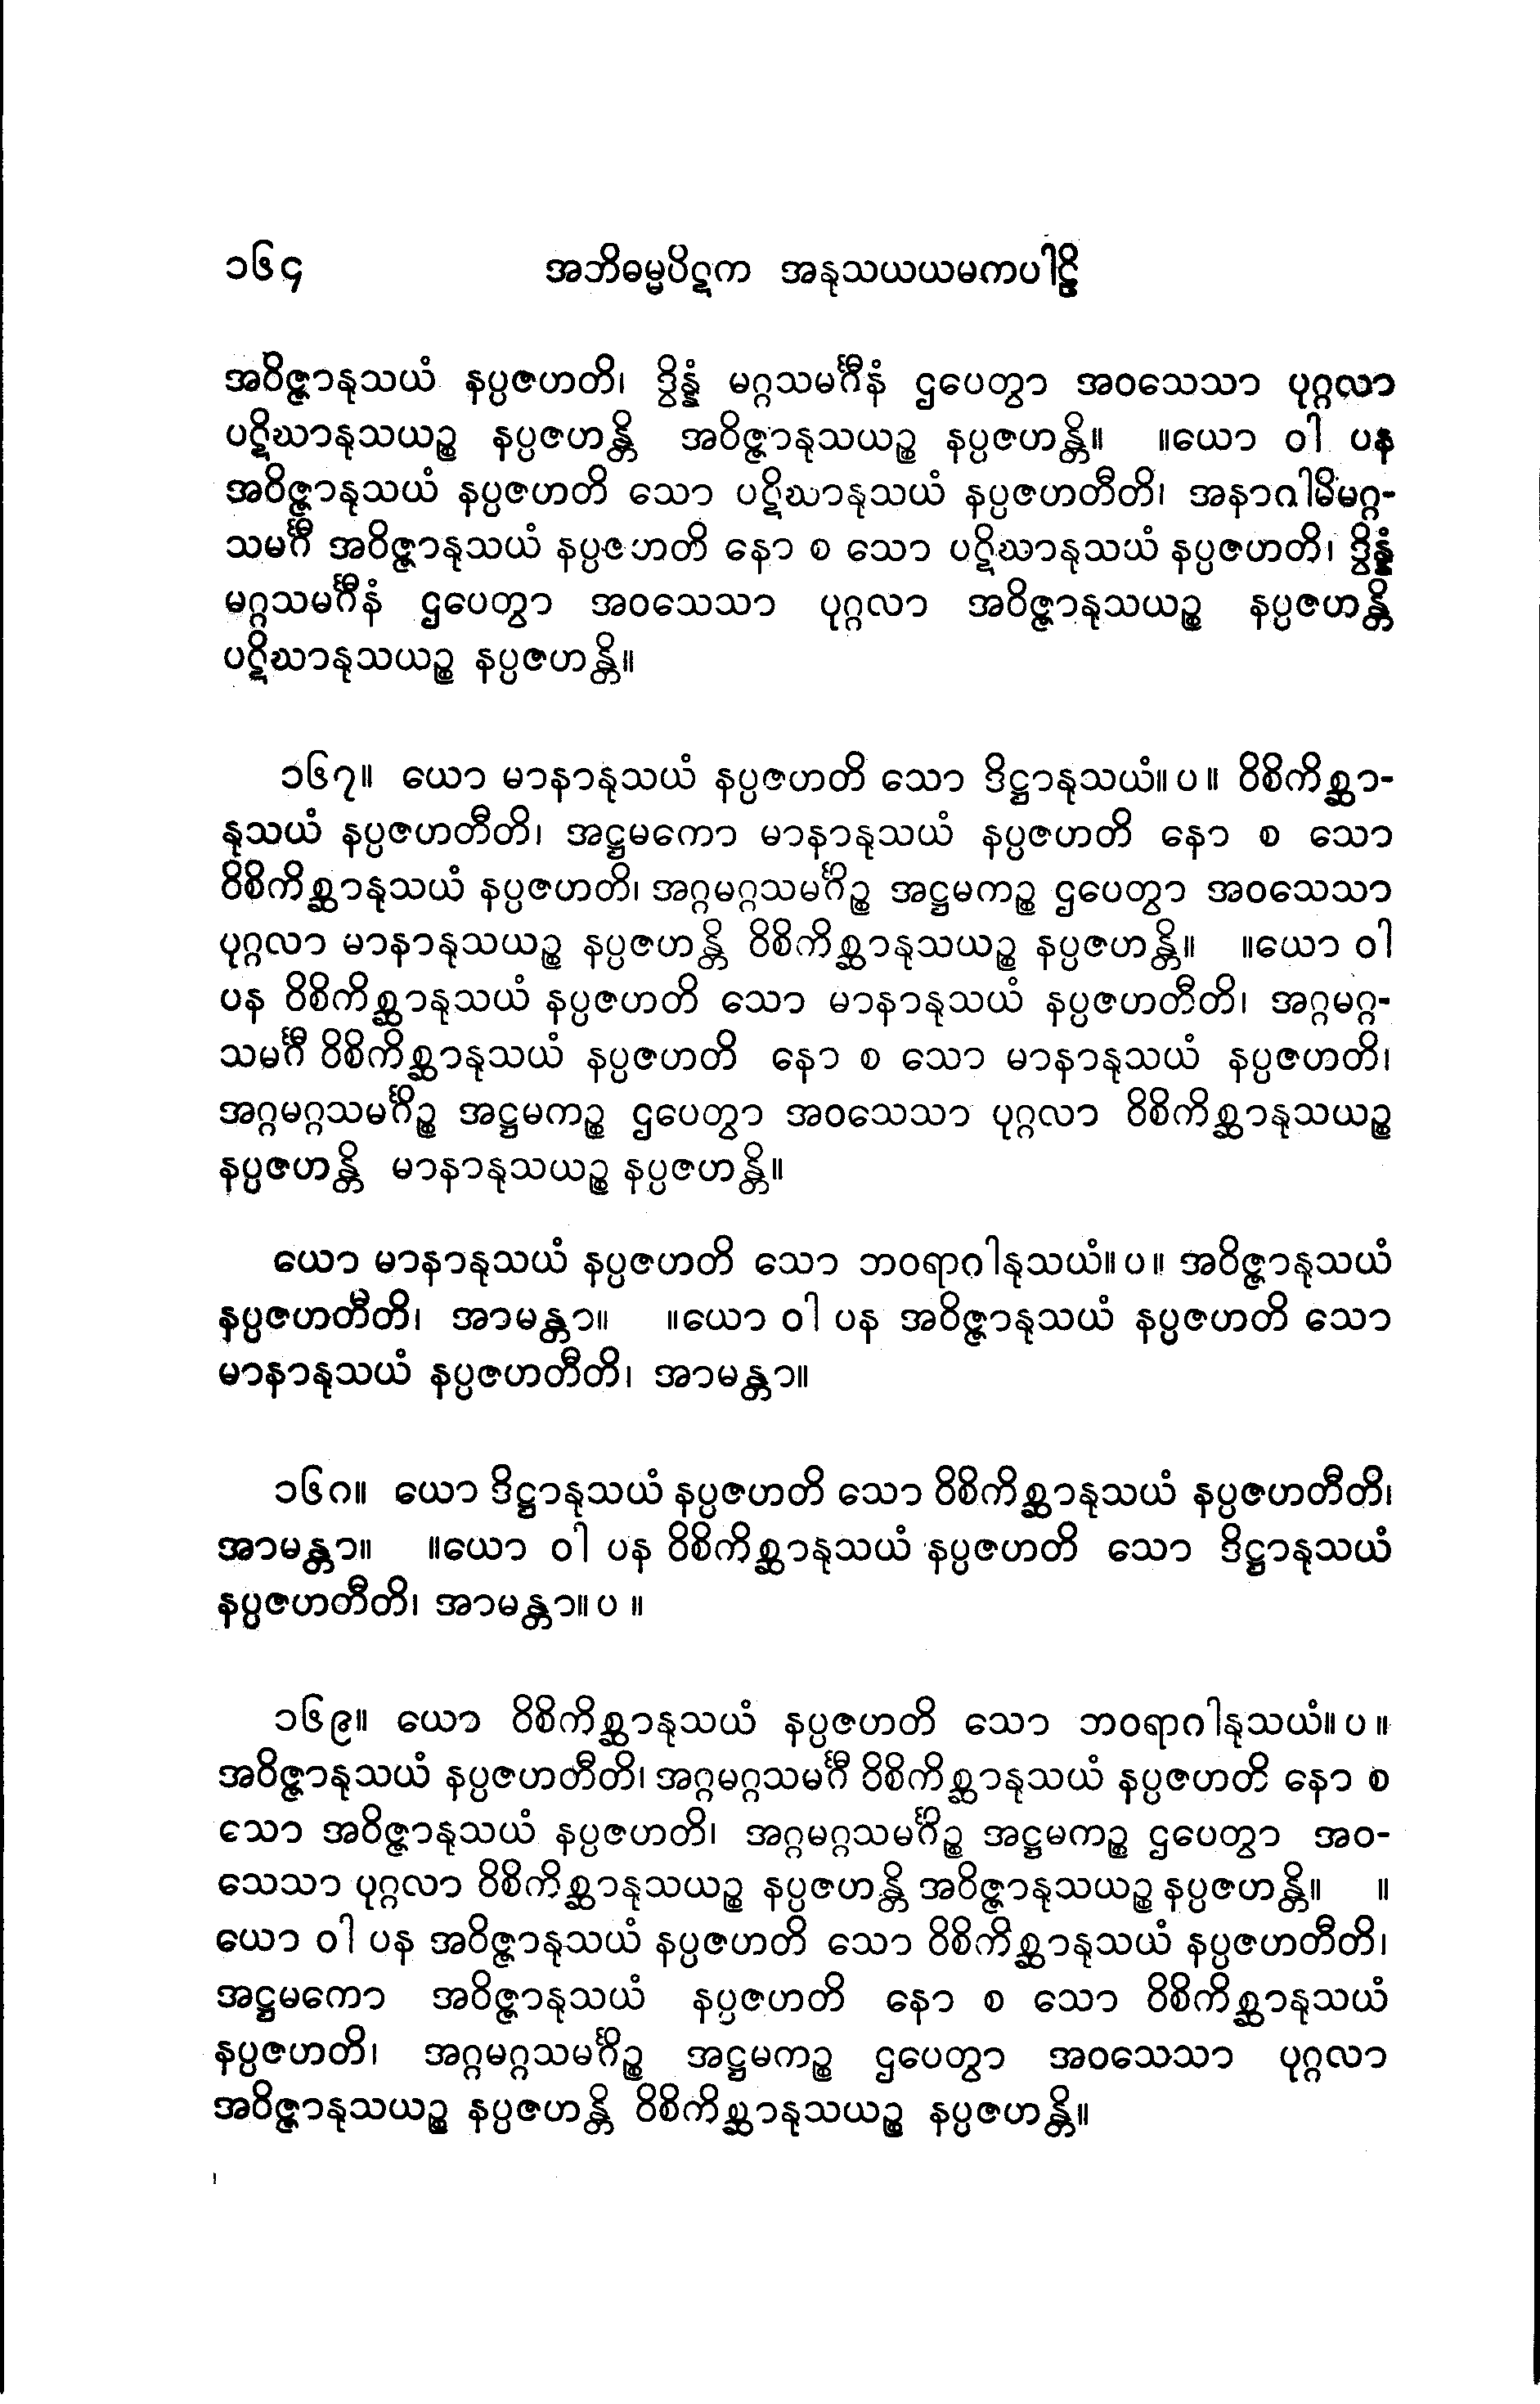 ၁၆၄ အဘိဓမ္မပိဋက အနုသယယမကပါဠိ
အဝိဇ္ဇာနုသယံ နပ္ပဇဟတိ၊ ဒွိန္နံ မဂ္ဂသမင်္ဂီနံ ဌပေတွာ အဝသေသာ ပုဂ္ဂလာ
ပဋိဃာနုသယဉ္စ နပ္ပဇဟန္တိ အဝိဇ္ဇာနုသယဉ္စ နပ္ပဇဟန္တိ။ ။ယော ဝါ ပန
အဝိဇ္ဇာနုသယံ နပ္ပဇဟတိ သော ပဋိဃာနုသယံ နပ္ပဇဟတီတိ၊ အနာဂါမိမဂ္ဂ-
သမင်္ဂီ အဝိဇ္ဇာနုသယံ နပ္ပဇဟတိ နော စ သော ပဋိဃာနုသယံ နပ္ပဇဟတိ၊ ဒွိန္နံ
မဂ္ဂသမင်္ဂီနံ ဌပေတွာ အဝသေသာ ပုဂ္ဂလာ အဝိဇ္ဇာနုသယဉ္စ နပ္ပဇဟန္တိ
ပဋိဃာနုသယဉ္စ နပ္ပဇဟန္တိ။
၁၆၇။ ယော မာနာနုသယံ နပ္ပဇဟတိ သော ဒိဋ္ဌာနုသယံ။ပ။ ဝိစိကိစ္ဆာ-
နုသယံ နပ္ပဇဟတီတိ၊ အဋ္ဌမကော မာနာနုသယံ နပ္ပဇဟတိ နော စ သော
ဝိစိကိစ္ဆာနုသယံ နပ္ပဇဟတိ၊ အဂ္ဂမဂ္ဂသမင်္ဂိဉ္စ အဋ္ဌမကဉ္စ ဌပေတွာ အဝသေသာ
ပုဂ္ဂလာ မာနာနုသယဉ္စ နပ္ပဇဟန္တိ ဝိစိကိစ္ဆာနုသယဉ္စ နပ္ပဇဟန္တိ။ ။ယော ဝါ
ပန ဝိစိကိစ္ဆာနုသယံ နပ္ပဇဟတိ သော မာနာနုသယံ နပ္ပဇဟတီတိ၊ အဂ္ဂမဂ္ဂ-
သမင်္ဂီ ဝိစိကိစ္ဆာနုသယံ နပ္ပဇဟတိ နော စ သော မာနာနုသယံ နပ္ပဇဟတိ၊
အဂ္ဂမဂ္ဂသမင်္ဂိဉ္စ အဋ္ဌမကဉ္စ ဌပေတွာ အဝသေသာ ပုဂ္ဂလာ ဝိစိကိစ္ဆာနုသယဉ္စ
နပ္ပဇဟန္တိ မာနာနုသယဉ္စ နပ္ပဇဟန္တိ။
ယော မာနာနုသယံ နပ္ပဇဟတိ သော ဘဝရာဂါနုသယံ။ပ။ အဝိဇ္ဇာနုသယံ
နပ္ပဇဟတီတိ၊ အာမန္တာ။ ။ယော ဝါ ပန အဝိဇ္ဇာနုသယံ နပ္ပဇဟတိ သော
မာနာနုသယံ နပ္ပဇဟတီတိ၊ အာမန္တာ။
၁၆၈။ ယော ဒိဋ္ဌာနုသယံ နပ္ပဇဟတိ သော ဝိစိကိစ္ဆာနုသယံ နပ္ပဇဟတီတိ၊
အာမန္တာ။ ။ယော ဝါ ပန ဝိစိကိစ္ဆာနုသယံ နပ္ပဇဟတိ သော ဒိဋ္ဌာနုသယံ
နပ္ပဇဟတီတိ၊ အာမန္တာ။ပ။
၁၆၉။ ယော ဝိစိကိစ္ဆာနုသယံ နပ္ပဇဟတိ သော ဘဝရာဂါနုသယံ။ပ။
အဝိဇ္ဇာနုသယံ နပ္ပဇဟတီတိ၊ အဂ္ဂမဂ္ဂသမင်္ဂီ ဝိစိကိစ္ဆာနုသယံ နပ္ပဇဟတိ နော စ
သော အဝိဇ္ဇာနုသယံ နပ္ပဇဟတိ၊ အဂ္ဂမဂ္ဂသမင်္ဂိဉ္စ အဋ္ဌမကဉ္စ ဌပေတွာ အဝ-
သေသာ ပုဂ္ဂလာ ဝိစိကိစ္ဆာနုသယဉ္စ နပ္ပဇဟန္တိ အဝိဇ္ဇာနုသယဉ္စ နပ္ပဇဟန္တိ။ ။
ယော ဝါ ပန အဝိဇ္ဇာနုသယံ နပ္ပဇဟတိ သော ဝိစိကိစ္ဆာနုသယံ နပ္ပဇဟတီတိ၊
အဋ္ဌမကော အဝိဇ္ဇာနုသယံ နပ္ပဇဟတိ နော စ သော ဝိစိကိစ္ဆာနုသယံ
နပ္ပဇဟတိ၊ အဂ္ဂမဂ္ဂသမင်္ဂိဉ္စ အဋ္ဌမကဉ္စ ဌပေတွာ အဝသေသာ ပုဂ္ဂလာ
အဝိဇ္ဇာနုသယဉ္စ နပ္ပဇဟန္တိ ဝိစိကိစ္ဆာနုသယဉ္စ နပ္ပဇဟန္တိ။